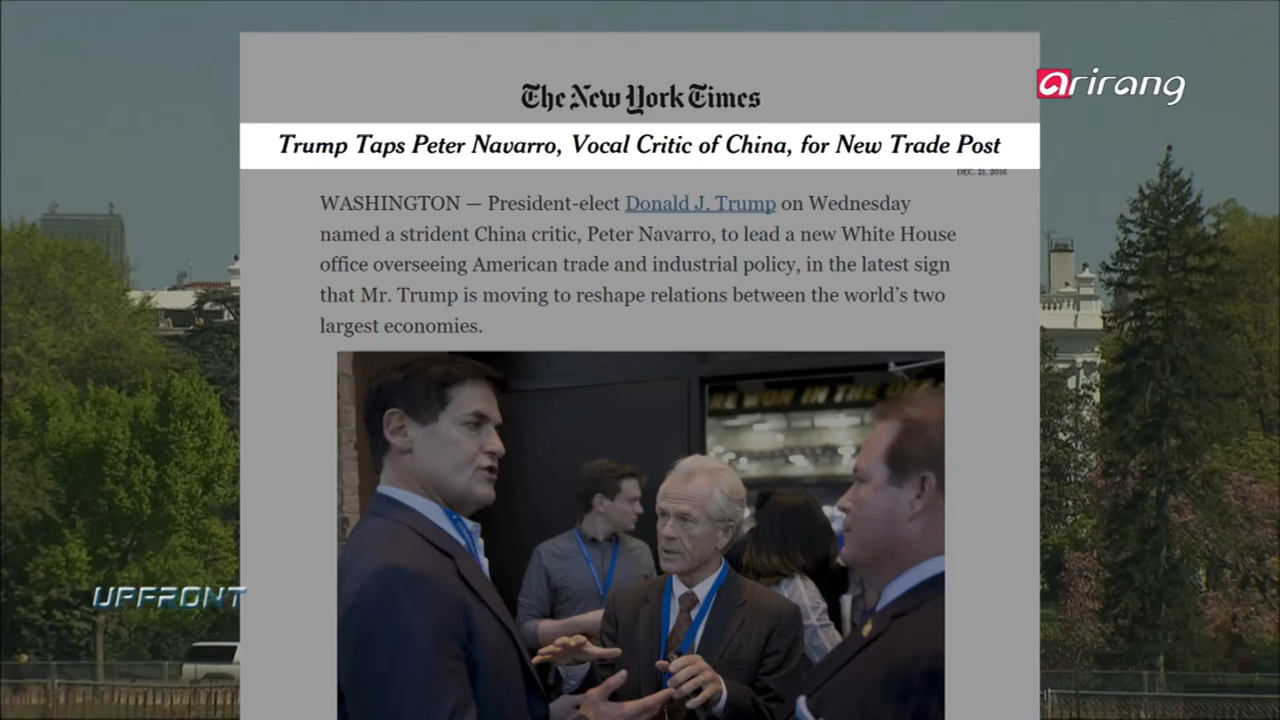 arirang
The New York Times
Trump Taps Peter Navarro, Vocal Critic of China, for New Trade Post
DEC. 21, 2016
WASHINGTON — President-elect Donald J. Trump on Wednesday
named a strident China critic, Peter Navarro, to lead a new White House
office overseeing American trade and industrial policy, in the latest sign
that Mr. Trump is moving to reshape relations between the world’s two
largest economies.
WON IN THE
UPFRONT